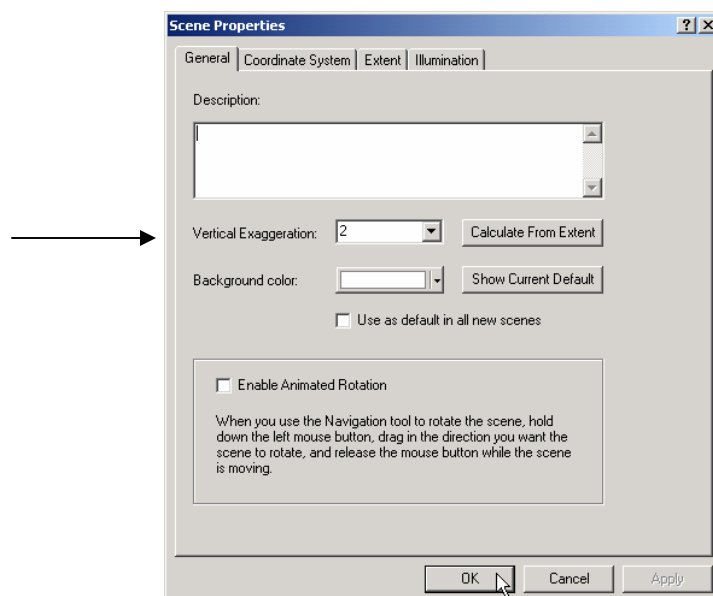 Scene Properties
General Coordinate System Extent Illumination
Description:
Vertical Exaggeration: 2 Calculate From Extent
Background color: Show Current Default
Use as default in all new scenes
Enable Animated Rotation
When you use the Navigation tool to rotate the scene, hold
down the left mouse button, drag in the direction you want the
scene to rotate, and release the mouse button while the scene
is moving.
OK Cancel Apply